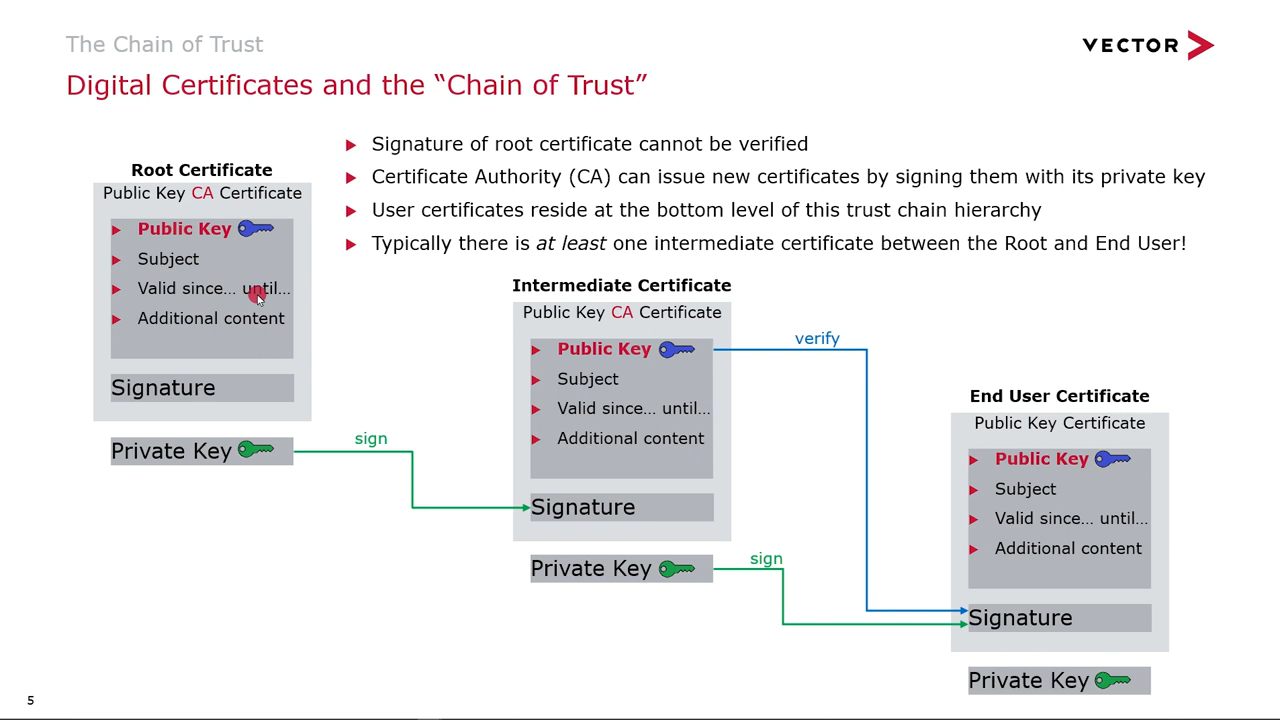 The Chain of Trust
VECTOR
Digital Certificates and the “Chain of Trust”
Signature of root certificate cannot be verified
Certificate Authority (CA) can issue new certificates by signing them with its private key
User certificates reside at the bottom level of this trust chain hierarchy
Typically there is at least one intermediate certificate between the Root and End User!
Root Certificate
Public Key CA Certificate
Public Key
Subject
Valid since... until...
Additional content
Signature
Private Key
sign
Intermediate Certificate
Public Key CA Certificate
Public Key
Subject
Valid since... until...
Additional content
Signature
Private Key
verify
sign
End User Certificate
Public Key Certificate
Public Key
Subject
Valid since... until...
Additional content
Signature
Private Key
5